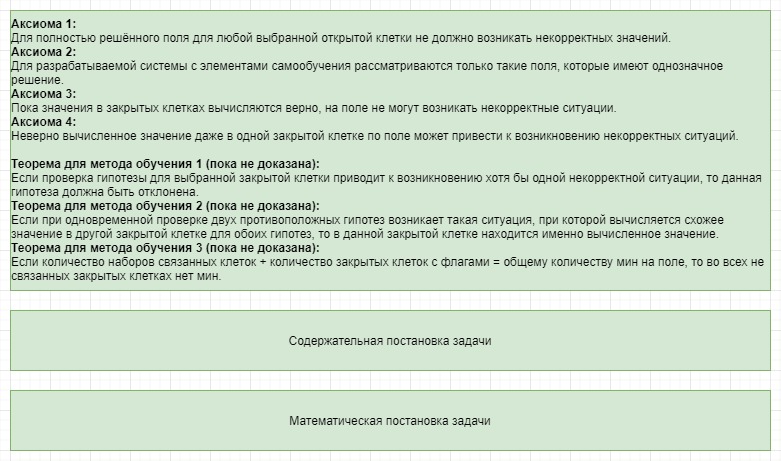 Аксиома 1:
Для полностью решённого поля для любой выбранной открытой клетки не должно возникать некорректных значений.
Аксиома 2:
Для разрабатываемой системы с элементами самообучения рассматриваются только такие поля, которые имеют однозначное
решение.
Аксиома 3:
Пока значения в закрытых клетках вычисляются верно, на поле не могут возникать некорректные ситуации.
Аксиома 4:
Неверно вычисленное значение даже в одной закрытой клетке по поле может привести к возникновению некорректных ситуаций.
Теорема для метода обучения 1 (пока не доказана):
Если проверка гипотезы для выбранной закрытой клетки приводит к возникновению хотя бы одной некорректной ситуации, то данная
гипотеза должна быть отклонена.
Теорема для метода обучения 2 (пока не доказана):
Если при одновременной проверке двух противоположных гипотез возникает такая ситуация, при которой вычисляется схожее
значение в другой закрытой клетке для обоих гипотез, то в данной закрытой клетке находится именно вычисленное значение.
Теорема для метода обучения 3 (пока не доказана):
Если количество наборов связанных клеток + количество закрытых клеток с флагами = общему количеству мин на поле, то во всех не
связанных закрытых клетках нет мин.
Содержательная постановка задачи
Математическая постановка задачи